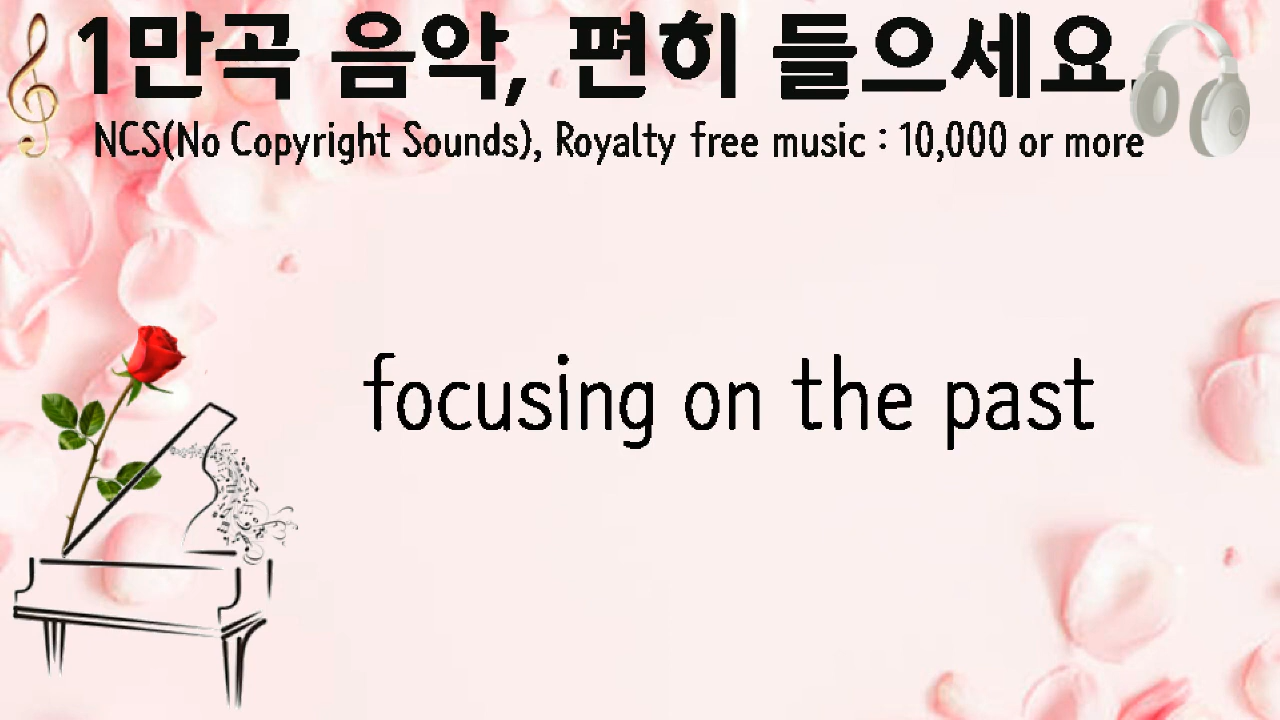 1만곡 음악, 편히 들으세요.
NCS(No Copyright Sounds), Royalty free music : 10,000 or more
focusing on the past